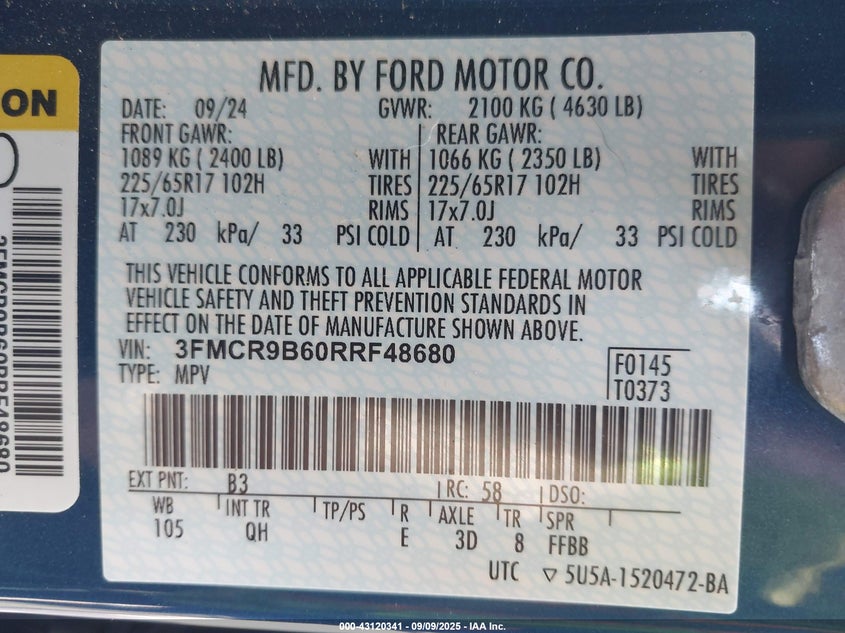 ON
3FMCR9B60RRF48680
MFD. BY FORD MOTOR CO.
DATE: 09/24 GVWR: 2100 KG ( 4630 LB)
FRONT GAWR: REAR GAWR:
1089 KG ( 2400 LB) WITH 1066 KG ( 2350 LB) WITH
225/65R17 102H TIRES 225/65R17 102H TIRES
17x7.0J RIMS 17x7.0J RIMS
AT 230 kPa/ 33 PSI COLD AT 230 kPa/ 33 PSI COLD
THIS VEHICLE CONFORMS TO ALL APPLICABLE FEDERAL MOTOR
VEHICLE SAFETY AND THEFT PREVENTION STANDARDS IN
EFFECT ON THE DATE OF MANUFACTURE SHOWN ABOVE.
VIN: 3FMCR9B60RRF48680
TYPE: MPV
F0145
T0373
EXT PNT: B3 RC: 58 DSO:
WB INT TR TP/PS R AXLE TR SPR
105 QH E 3D 8 FFBB
UTC ▽ 5U5A-1520472-BA
000-43120341 - 09/09/2025 - IAA Inc.